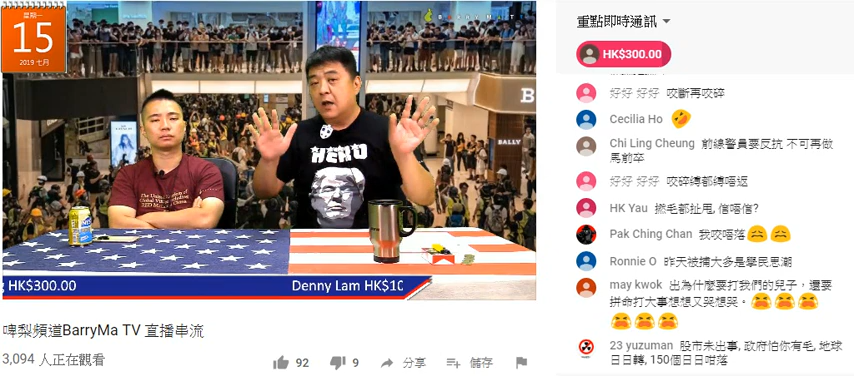 星期一
15
2019 七月
BARRYMA TV
HERO
BALLY
HK$300.00
Denny Lam HK$10
啤梨頻道BarryMa TV 直播串流
3,094 人正在觀看
92
9
分享
儲存
重點即時通訊
HK$300.00
好好 好好 咬斷再咬碎
Cecilia Ho
Chi Ling Cheung 前線警員要反抗 不可再做
馬前卒
好好 好好 咬碎縛都縛唔返
HK Yau 撚毛都扯甩, 信唔信?
Pak Ching Chan 我咬唔落
Ronnie O 昨天被捕大多是學民思潮
may kwok 出為什麼要打我們的兒子，還要
拼命打大事想想又哭想哭。
23 yuzuman 股市未出事, 政府怕你有毛, 地球
日日轉, 150個日日咁落